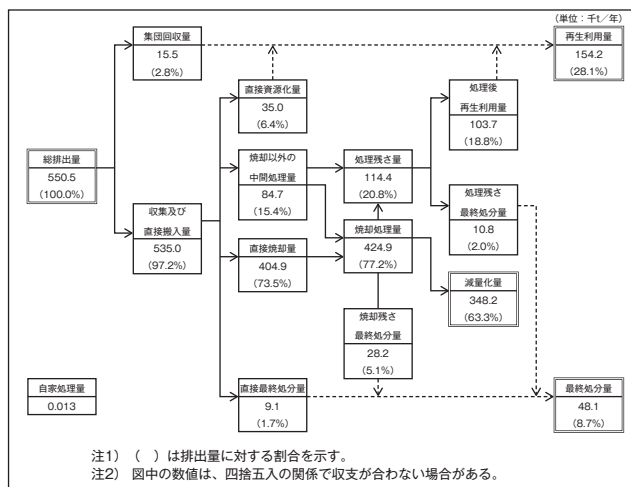 （単位：千t／年）
集団回収量
15.5
（2.8%）
再生利用量
154.2
（28.1%）
直接資源化量
35.0
（6.4%）
処理後
再生利用量
103.7
（18.8%）
総排出量
550.5
（100.0%）
焼却以外の
中間処理量
84.7
（15.4%）
処理残さ量
114.4
（20.8%）
収集及び
直接搬入量
535.0
（97.2%）
処理残さ
最終処分量
10.8
（2.0%）
直接焼却量
404.9
（73.5%）
焼却処理量
424.9
（77.2%）
減量化量
348.2
（63.3%）
焼却残さ
最終処分量
28.2
（5.1%）
自家処理量
0.013
直接最終処分量
9.1
（1.7%）
最終処分量
48.1
（8.7%）
注1）（　）は排出量に対する割合を示す。
注2）　図中の数値は、四捨五入の関係で収支が合わない場合がある。